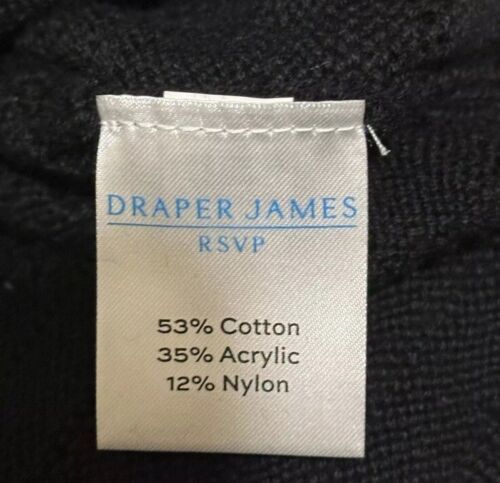 DRAPER JAMES
RSVP
53% Cotton
35% Acrylic
12% Nylon